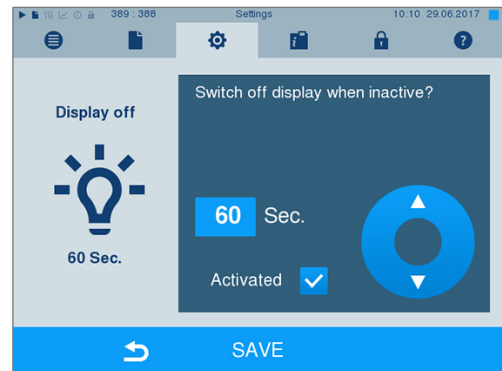 389 : 388 Settings 10:10 29.06.2017
Display off
60 Sec.
Switch off display when inactive?
60 Sec.
Activated
SAVE